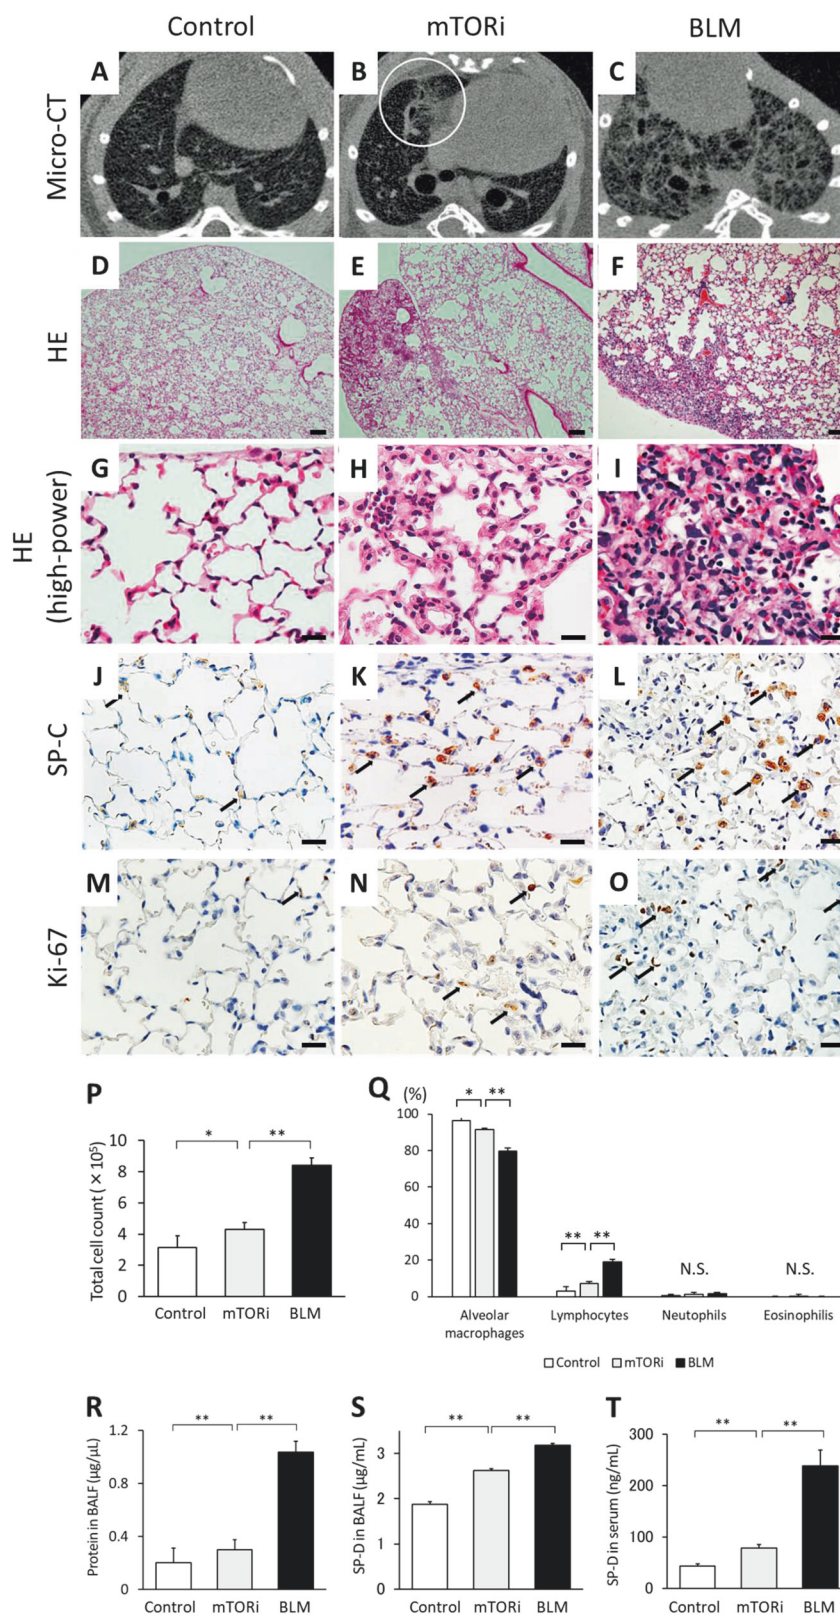 Control mTORi BLM
Micro-CT
A B C
HE
D E F
HE
(high-power)
G H I
SP-C
J K L
Ki-67
M N O
P
Total cell count (×10⁵)
10
8
6
4
2
0
* **
Control mTORi BLM
Q
(%)
100
80
60
40
20
0
* **
** **
N.S. N.S.
Alveolar macrophages
Lymphocytes
Neutophils
Eosinophilis
Control mTORi BLM
R
Protein in BALF (μg/μL)
1.2
0.8
0.4
0
** **
Control mTORi BLM
S
SP-D in BALF (μg/mL)
3
2
1
0
** **
Control mTORi BLM
T
SP-D in serum (ng/mL)
300
200
100
0
** **
Control mTORi BLM